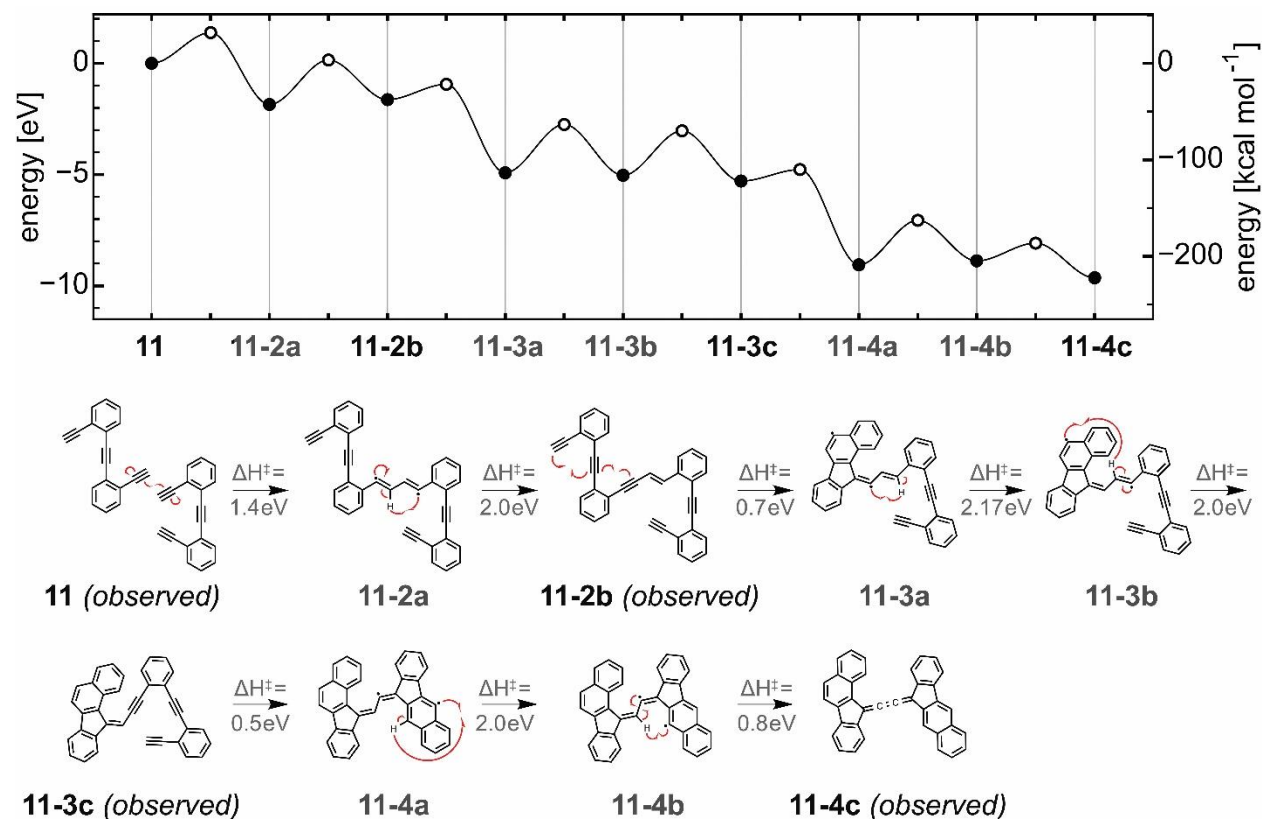 energy [eV]
0
−5
−10
energy [kcal mol⁻¹]
0
−100
−200
11 11-2a 11-2b 11-3a 11-3b 11-3c 11-4a 11-4b 11-4c
ΔH‡= ΔH‡= ΔH‡= ΔH‡= ΔH‡=
1.4eV 2.0eV 0.7eV 2.17eV 2.0eV
H H H
11 (observed) 11-2a 11-2b (observed) 11-3a 11-3b
ΔH‡= ΔH‡= ΔH‡=
0.5eV 2.0eV 0.8eV
H H
11-3c (observed) 11-4a 11-4b 11-4c (observed)